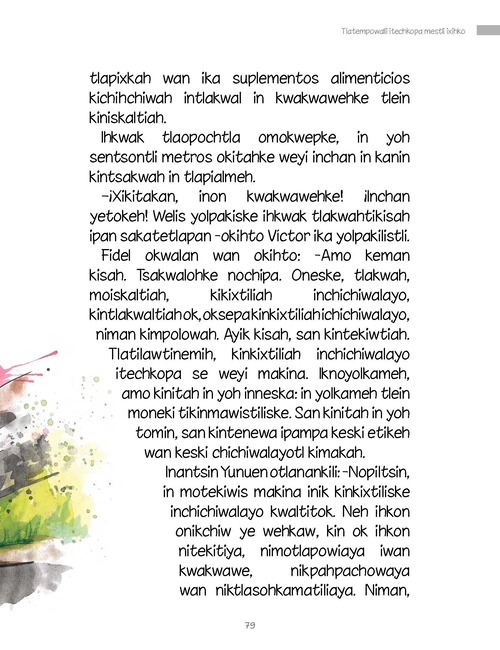 Tlatempowalli itechkopa mestli ixihko
tlapixkah wan ika suplementos alimenticios
kichihchiwah intlakwal in kwakwawehke tlein
kiniskaltiah.
Ihkwak tlaopochtla omokwepke, in yoh
sentsontli metros okitahke weyi inchan in kanin
kintsakwah in tlapialmeh.
–¡Xikitakan, inon kwakwawehke! ¡Inchan
yetokeh! Welis yolpakiske ihkwak tlakwahtikisah
ipan sakatetlapan –okihto Victor ika yolpakilistli.
Fidel okwalan wan okihto: –Amo keman
kisah. Tsakwalohke nochipa. Oneske, tlakwah,
moiskaltiah, kikixtiliah inchichiwalayo,
kintlakwaltiah ok, oksepa kinkixtiliah ichichiwalayo,
niman kimpolowah. Ayik kisah, san kintekiwtiah.
Tlatilawtinemih, kinkixtiliah inchichiwalayo
itechkopa se weyi makina. Iknoyolkameh,
amo kinitah in yoh inneska: in yolkameh tlein
moneki tikinmawistiliske. San kinitah in yoh
tomin, san kintenewa ipampa keski etikeh
wan keski chichiwalayotl kimakah.
Inantsin Yunuen otlanankili: –Nopiltsin,
in motekiwis makina inik kinkixtiliske
inchichiwalayo kwaltitok. Neh ihkon
onikchiw ye wehkaw, kin ok ihkon
nitekitiya, nimotlapowiaya iwan
kwakwawe, nikpahpachowaya
wan niktlasohkamatiliaya. Niman,
79